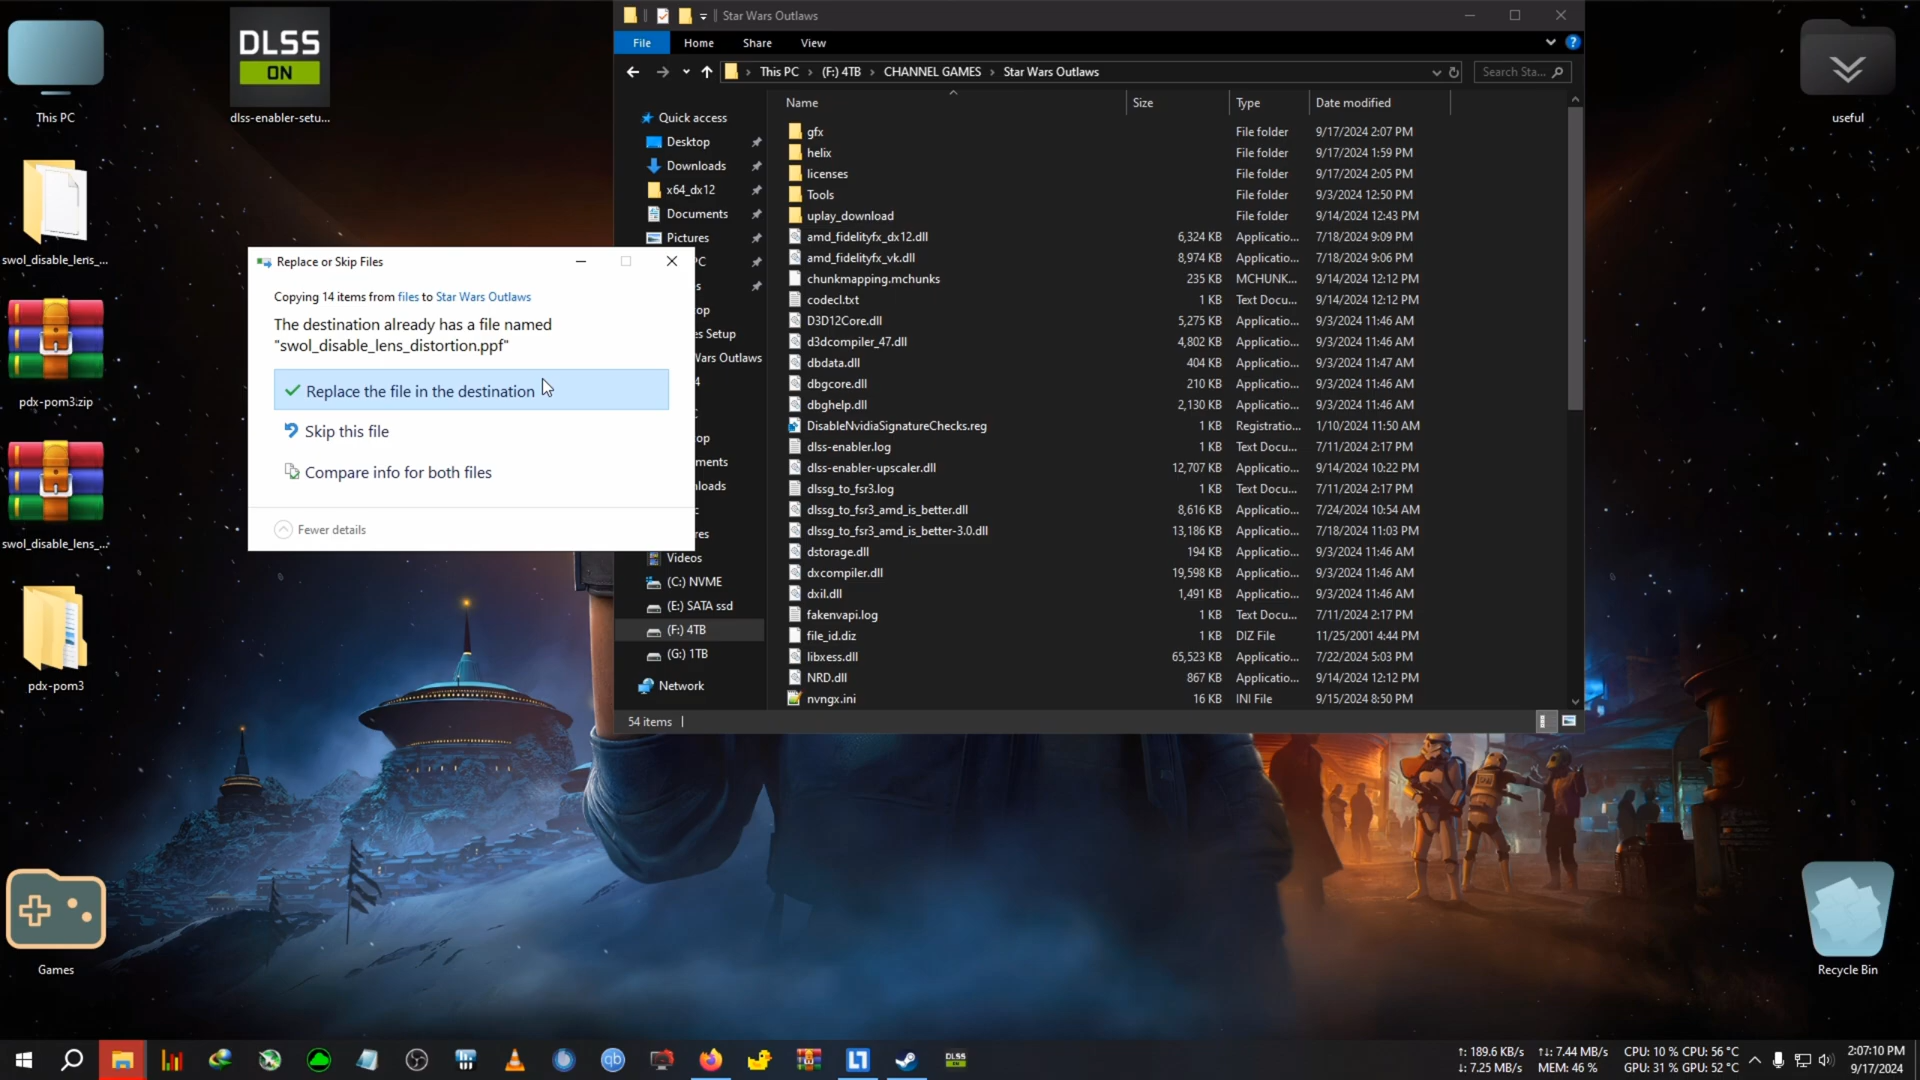 This PC
DLSS
ON
dlss-enabler-setu...
swol_disable_lens_...
pdx-pom3.zip
swol_disable_lens_...
pdx-pom3
Games
useful
Recycle Bin
Star Wars Outlaws
File
Home
Share
View
This PC
(F:) 4TB
CHANNEL GAMES
Star Wars Outlaws
Search Sta...
Quick access
Desktop
Downloads
x64_dx12
Documents
Pictures
Videos
(C:) NVME
(E:) SATA ssd
(F:) 4TB
(G:) 1TB
Network
Name Size Type Date modified
gfx File folder 9/17/2024 2:07 PM
helix File folder 9/17/2024 1:59 PM
licenses File folder 9/17/2024 2:05 PM
Tools File folder 9/3/2024 12:50 PM
uplay_download File folder 9/14/2024 12:43 PM
amd_fidelityfx_dx12.dll 6,324 KB Applicatio... 7/18/2024 9:09 PM
amd_fidelityfx_vk.dll 8,974 KB Applicatio... 7/18/2024 9:06 PM
chunkmapping.mchunks 235 KB MCHUNK... 9/14/2024 12:12 PM
codecl.txt 1 KB Text Docu... 9/14/2024 12:12 PM
D3D12Core.dll 5,275 KB Applicatio... 9/3/2024 11:46 AM
d3dcompiler_47.dll 4,802 KB Applicatio... 9/3/2024 11:46 AM
dbdata.dll 404 KB Applicatio... 9/3/2024 11:47 AM
dbgcore.dll 210 KB Applicatio... 9/3/2024 11:46 AM
dbghelp.dll 2,130 KB Applicatio... 9/3/2024 11:46 AM
DisableNvidiaSignatureChecks.reg 1 KB Registratio... 1/10/2024 11:50 AM
dlss-enabler.log 1 KB Text Docu... 7/11/2024 2:17 PM
dlss-enabler-upscaler.dll 12,707 KB Applicatio... 9/14/2024 10:22 PM
dlssg_to_fsr3.log 1 KB Text Docu... 7/11/2024 2:17 PM
dlssg_to_fsr3_amd_is_better.dll 8,616 KB Applicatio... 7/24/2024 10:54 AM
dlssg_to_fsr3_amd_is_better-3.0.dll 13,186 KB Applicatio... 7/18/2024 11:03 PM
dstorage.dll 194 KB Applicatio... 9/3/2024 11:46 AM
dxcompiler.dll 19,598 KB Applicatio... 9/3/2024 11:46 AM
dxil.dll 1,491 KB Applicatio... 9/3/2024 11:46 AM
fakenvapi.log 1 KB Text Docu... 7/11/2024 2:17 PM
file_id.diz 1 KB DIZ File 11/25/2001 4:44 PM
libxess.dll 65,523 KB Applicatio... 7/22/2024 5:03 PM
NRD.dll 867 KB Applicatio... 9/14/2024 12:12 PM
nvngx.ini 16 KB INI File 9/15/2024 8:50 PM
54 items
Replace or Skip Files
Copying 14 items from files to Star Wars Outlaws
The destination already has a file named
"swol_disable_lens_distortion.ppf"
Replace the file in the destination
Skip this file
Compare info for both files
Fewer details
↑: 189.6 KB/s ↑↓: 7.44 MB/s CPU: 10 % CPU: 56 °C
↓: 7.25 MB/s MEM: 46 % GPU: 31 % GPU: 52 °C
2:07:10 PM
9/17/2024